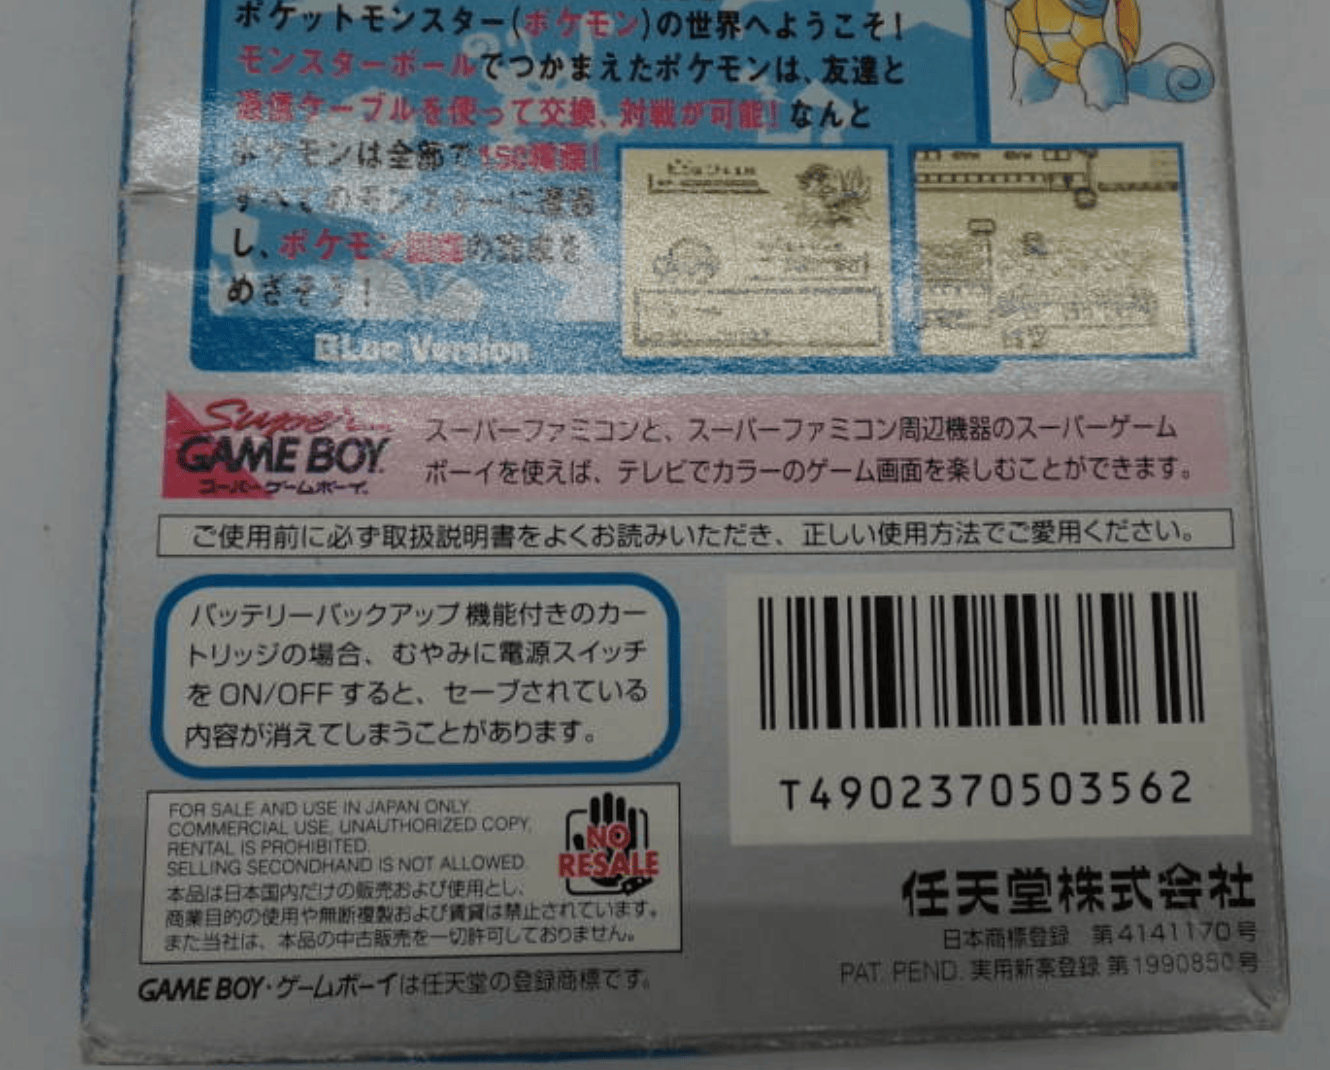 ポケットモンスター(ポケモン)の世界へようこそ!
モンスターボールでつかまえたポケモンは、友達と
通信ケーブルを使って交換、対戦が可能!なんと
ポケモンは全部で150種類!
すべてのモンスターに遭遇
し、ポケモン図鑑の完成を
めざそう!
Blue Version
Super
GAME BOY
スーパーゲームボーイ
スーパーファミコンと、スーパーファミコン周辺機器のスーパーゲーム
ボーイを使えば、テレビでカラーのゲーム画面を楽しむことができます。
ご使用前に必ず取扱説明書をよくお読みいただき、正しい使用方法でご愛用ください。
バッテリーバックアップ機能付きのカー
トリッジの場合、むやみに電源スイッチ
をON/OFFすると、セーブされている
内容が消えてしまうことがあります。
T4902370503562
FOR SALE AND USE IN JAPAN ONLY.
COMMERCIAL USE, UNAUTHORIZED COPY,
RENTAL IS PROHIBITED.
SELLING SECONDHAND IS NOT ALLOWED.
NO
RESALE
本品は日本国内だけの販売および使用とし、
商業目的の使用や無断複製および賃貸は禁止されています。
また当社は、本品の中古販売を一切許可しておりません。
任天堂株式会社
日本商標登録 第4141170号
PAT. PEND. 実用新案登録 第1990850号
GAME BOY・ゲームボーイは任天堂の登録商標です。